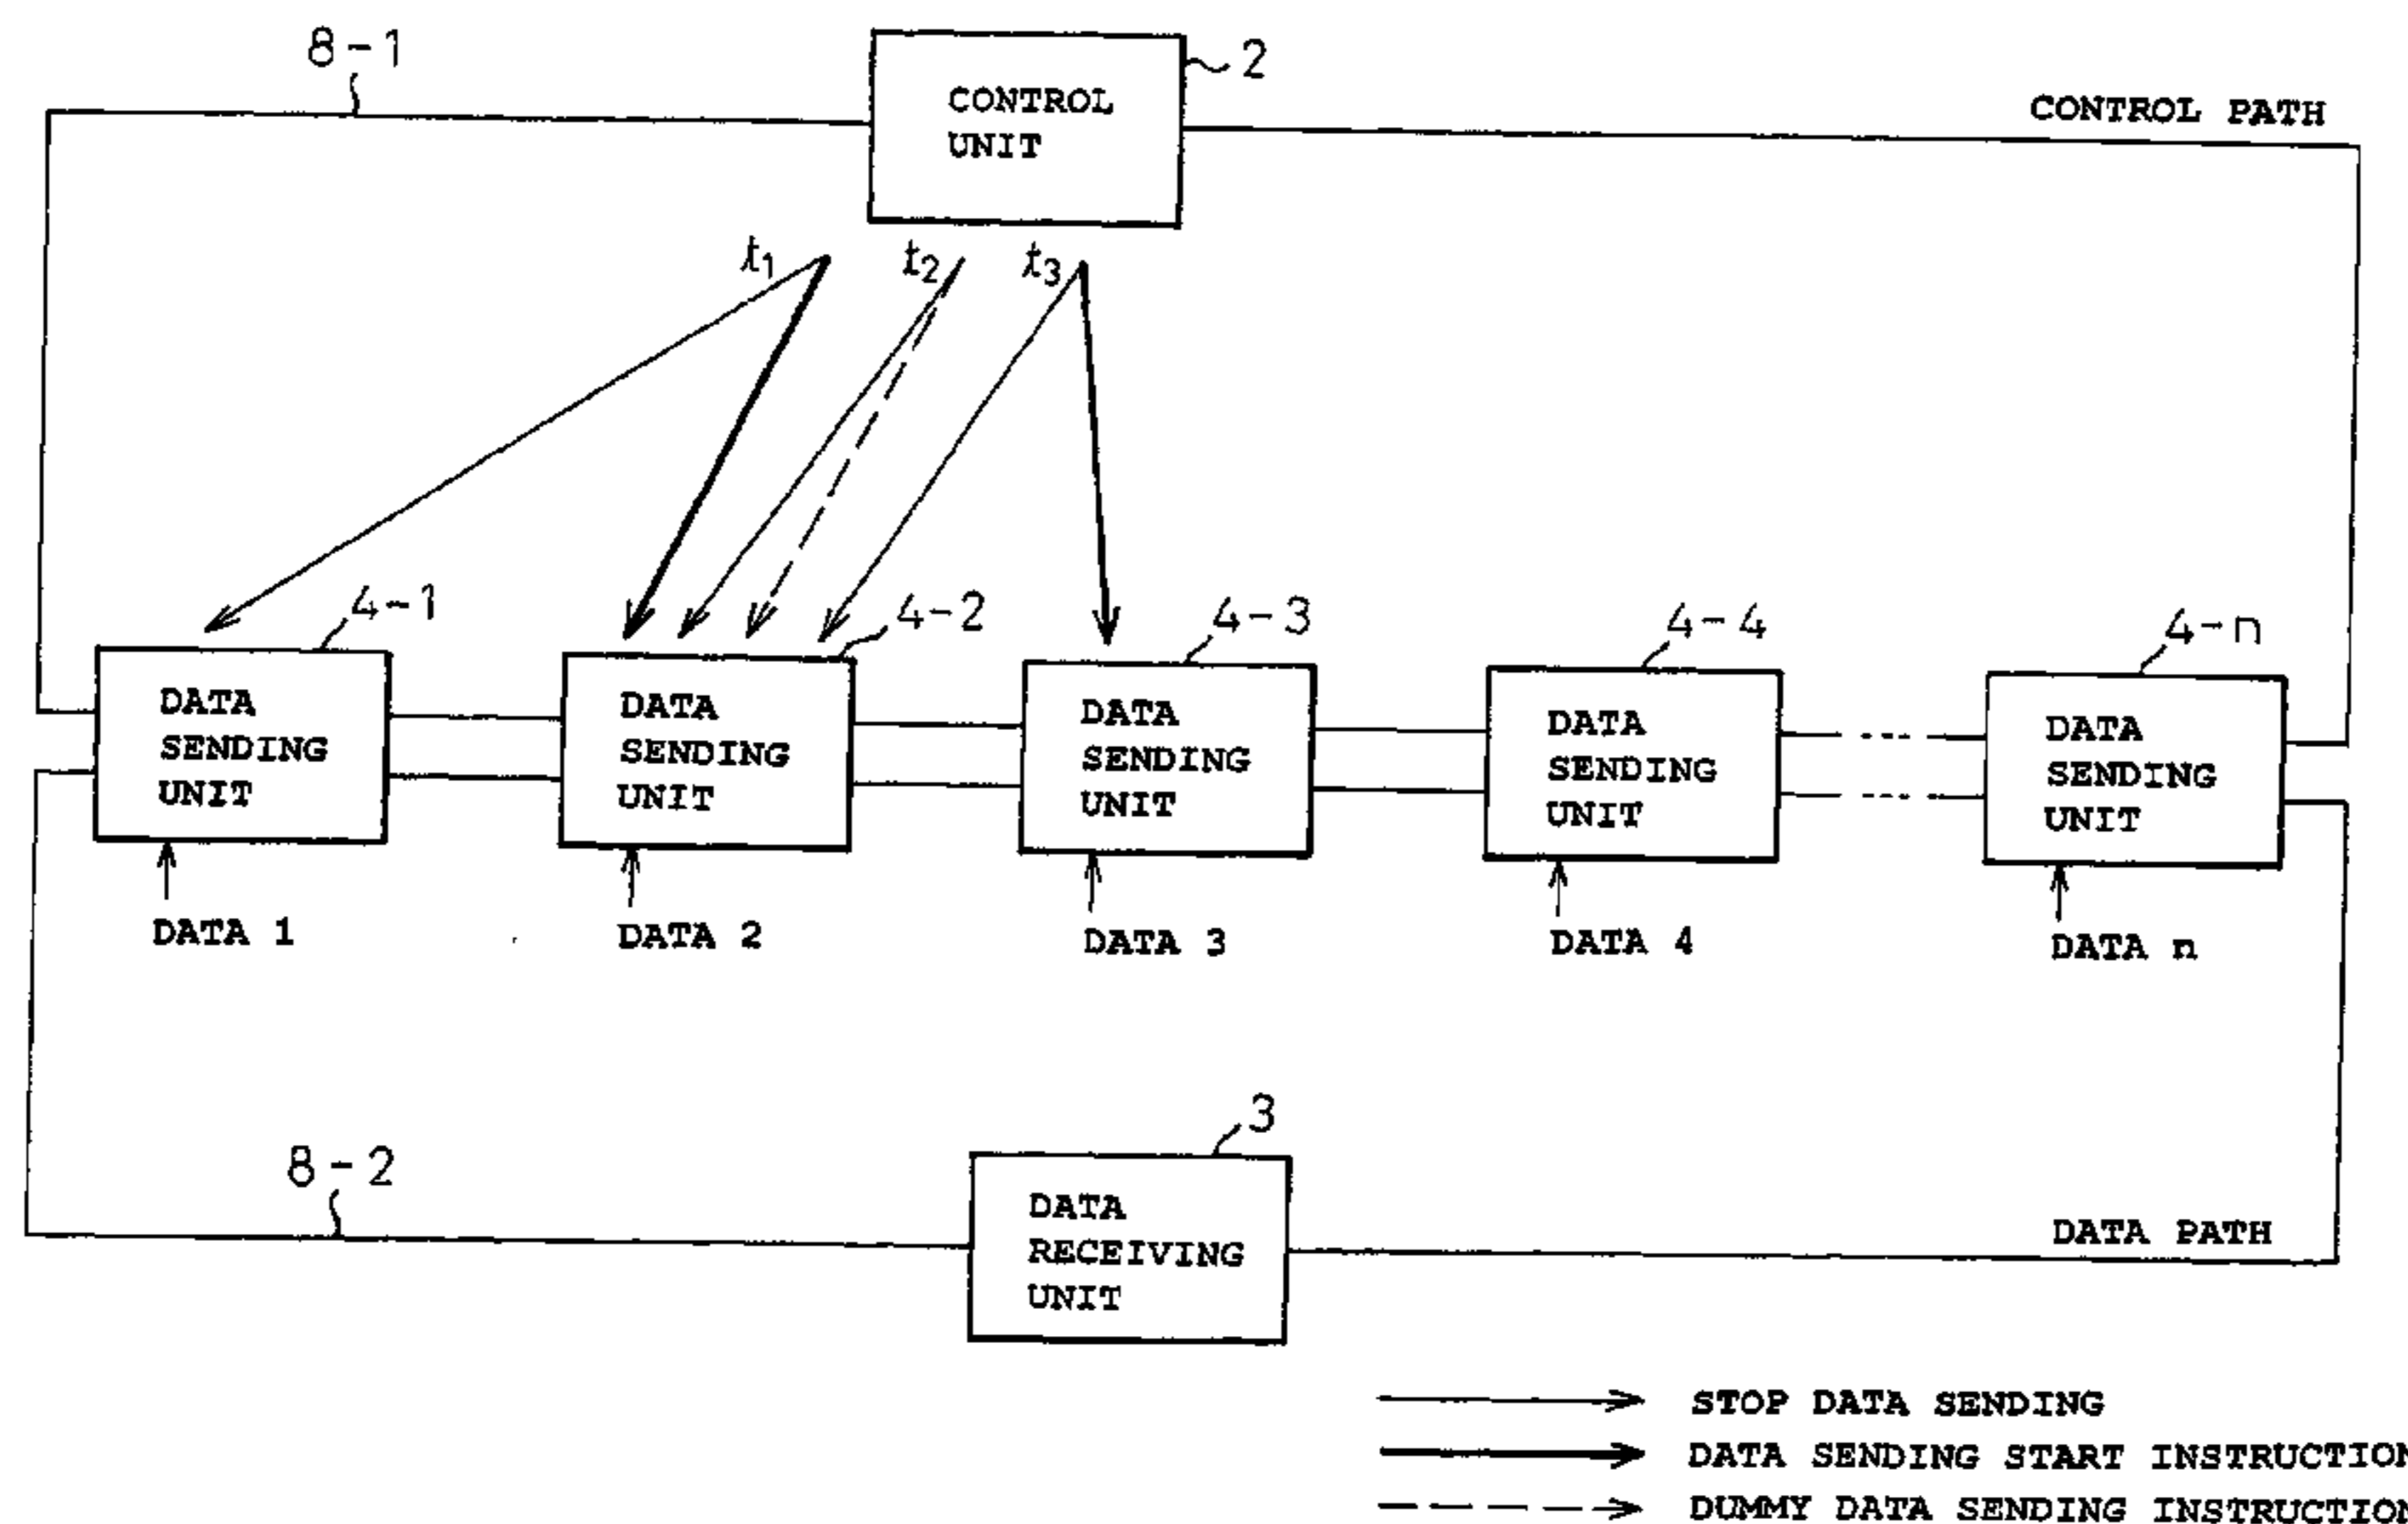 8-1
2
CONTROL
UNIT
CONTROL PATH
t1
t2
t3
4-1
4-2
4-3
4-4
4-n
DATA
SENDING
UNIT
DATA
SENDING
UNIT
DATA
SENDING
UNIT
DATA
SENDING
UNIT
DATA
SENDING
UNIT
DATA 1
DATA 2
DATA 3
DATA 4
DATA n
8-2
3
DATA
RECEIVING
UNIT
DATA PATH
STOP DATA SENDING
DATA SENDING START INSTRUCTION
DUMMY DATA SENDING INSTRUCTION